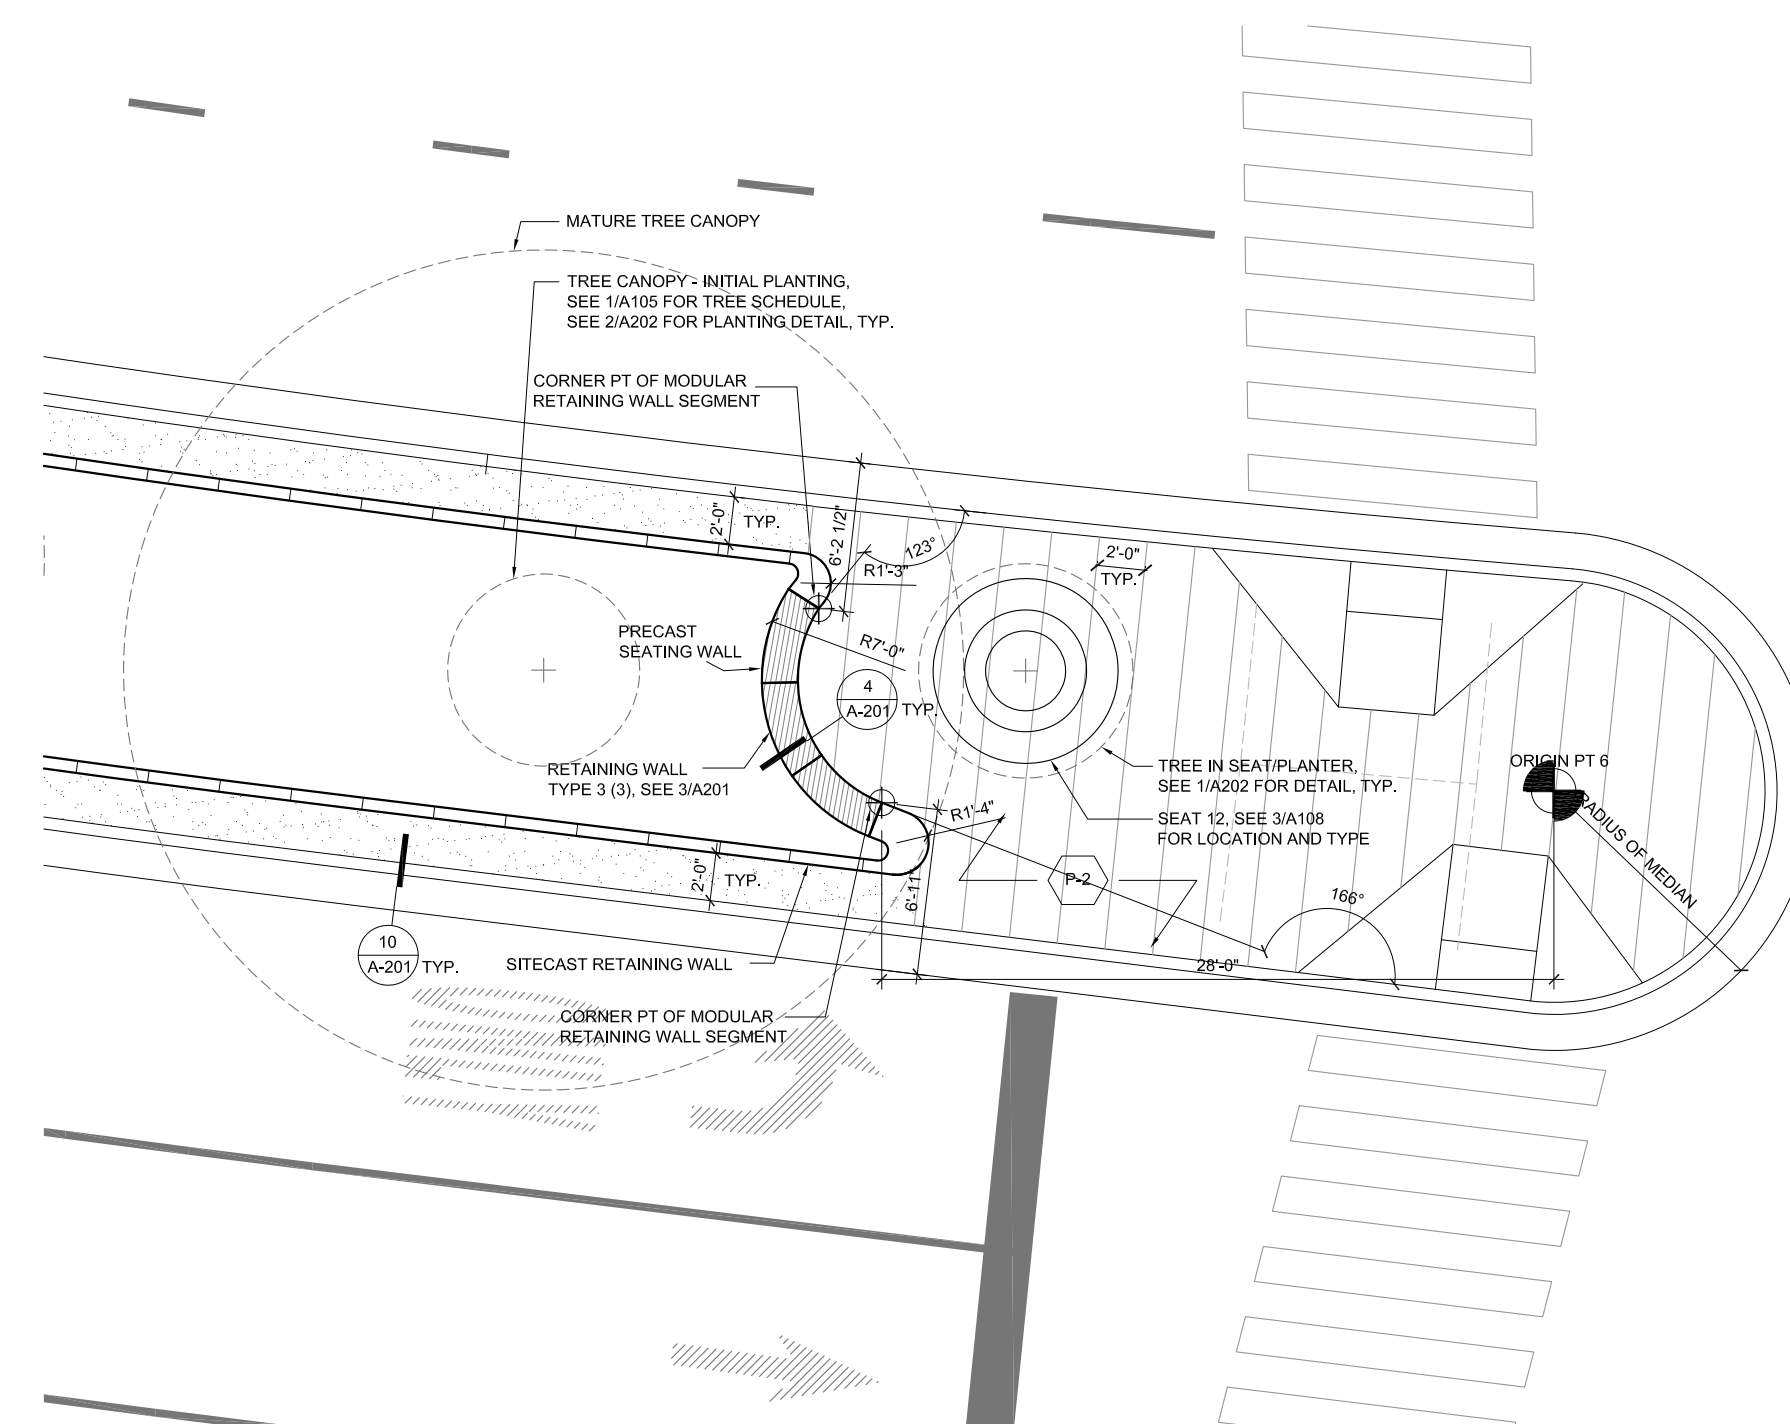 MATURE TREE CANOPY
TREE CANOPY - INITIAL PLANTING,
SEE 1/A105 FOR TREE SCHEDULE,
SEE 2/A202 FOR PLANTING DETAIL, TYP.
CORNER PT OF MODULAR
RETAINING WALL SEGMENT
2'-0"
TYP.
6'-2 1/2"
123°
R1'-3"
2'-0"
TYP.
PRECAST
SEATING WALL
R7'-0"
4
A-201
TYP.
RETAINING WALL
TYPE 3 (3), SEE 3/A201
TREE IN SEAT/PLANTER,
SEE 1/A202 FOR DETAIL, TYP.
SEAT 12, SEE 3/A108
FOR LOCATION AND TYPE
ORIGIN PT 6
RADIUS OF MEDIAN
R1'-4"
2'-0"
TYP.
6'-11"
P-2
166°
10
A-201
TYP.
SITECAST RETAINING WALL
28'-0"
CORNER PT OF MODULAR
RETAINING WALL SEGMENT